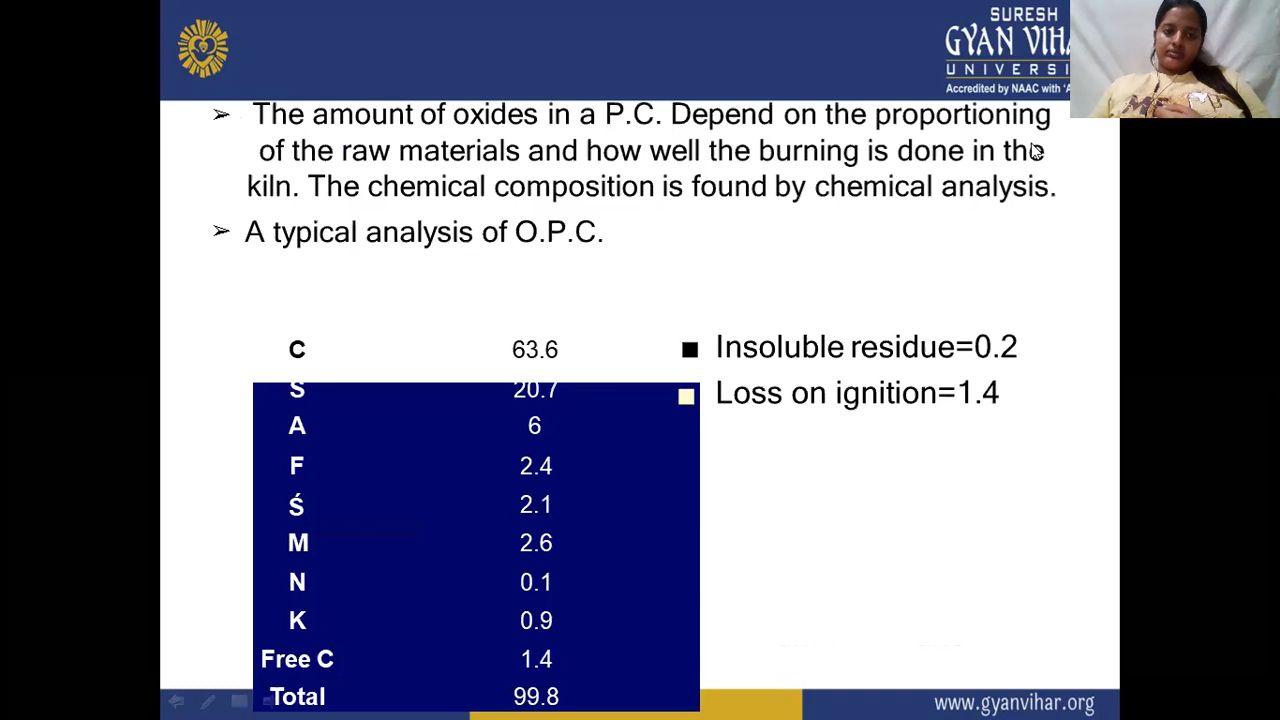 SURESH
GYAN VIHA
UNIVERSI
Accredited by NAAC with 'A
➢ The amount of oxides in a P.C. Depend on the proportioning
of the raw materials and how well the burning is done in the
kiln. The chemical composition is found by chemical analysis.
➢ A typical analysis of O.P.C.
C 63.6
S 20.7
A 6
F 2.4
Ś 2.1
M 2.6
N 0.1
K 0.9
Free C 1.4
Total 99.8
■ Insoluble residue=0.2
■ Loss on ignition=1.4
www.gyanvihar.org